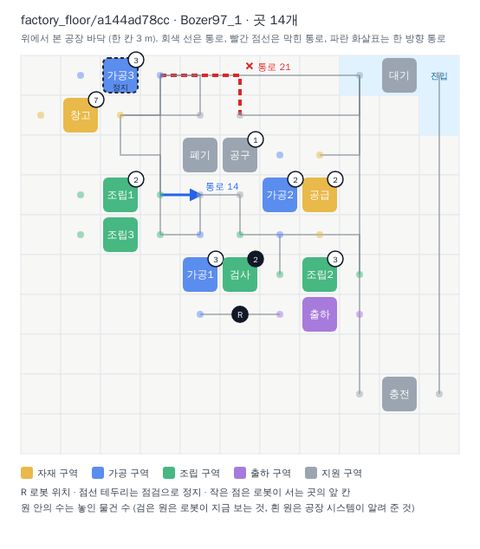 factory_floor/a144ad78cc · Bozer97_1 · 곳 14개
위에서 본 공장 바닥 (한 칸 3 m). 회색 선은 통로, 빨간 점선은 막힌 통로, 파란 화살표는 한 방향 통로
3
가공3
정지
✕ 통로 21
대기
진입
7
창고
1
폐기
공구
2
조립1
통로 14
2
가공2
2
공급
조립3
3
가공1
2
검사
3
조립2
R
출하
충전
자재 구역
가공 구역
조립 구역
출하 구역
지원 구역
R 로봇 위치 · 점선 테두리는 점검으로 정지 · 작은 점은 로봇이 서는 곳의 앞 칸
원 안의 수는 놓인 물건 수 (검은 원은 로봇이 지금 보는 것, 흰 원은 공장 시스템이 알려 준 것)